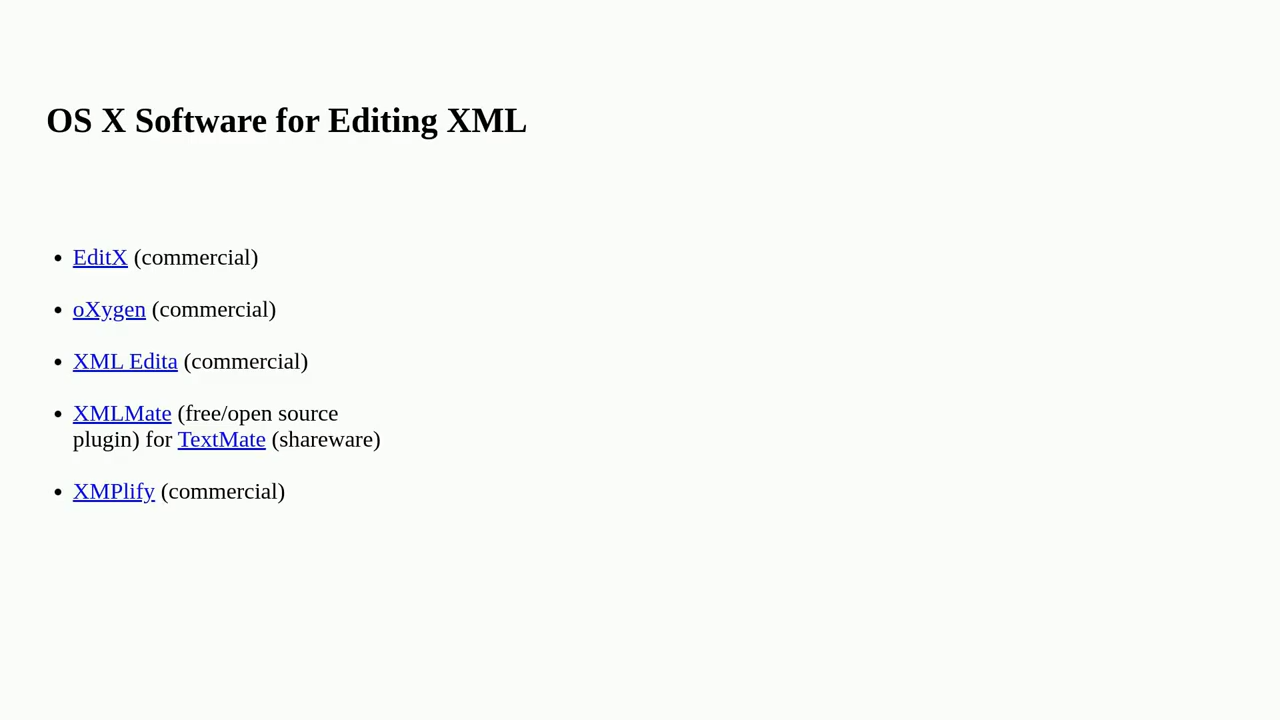 OS X Software for Editing XML
• EditX (commercial)
• oXygen (commercial)
• XML Edita (commercial)
• XMLMate (free/open source
plugin) for TextMate (shareware)
• XMPlify (commercial)